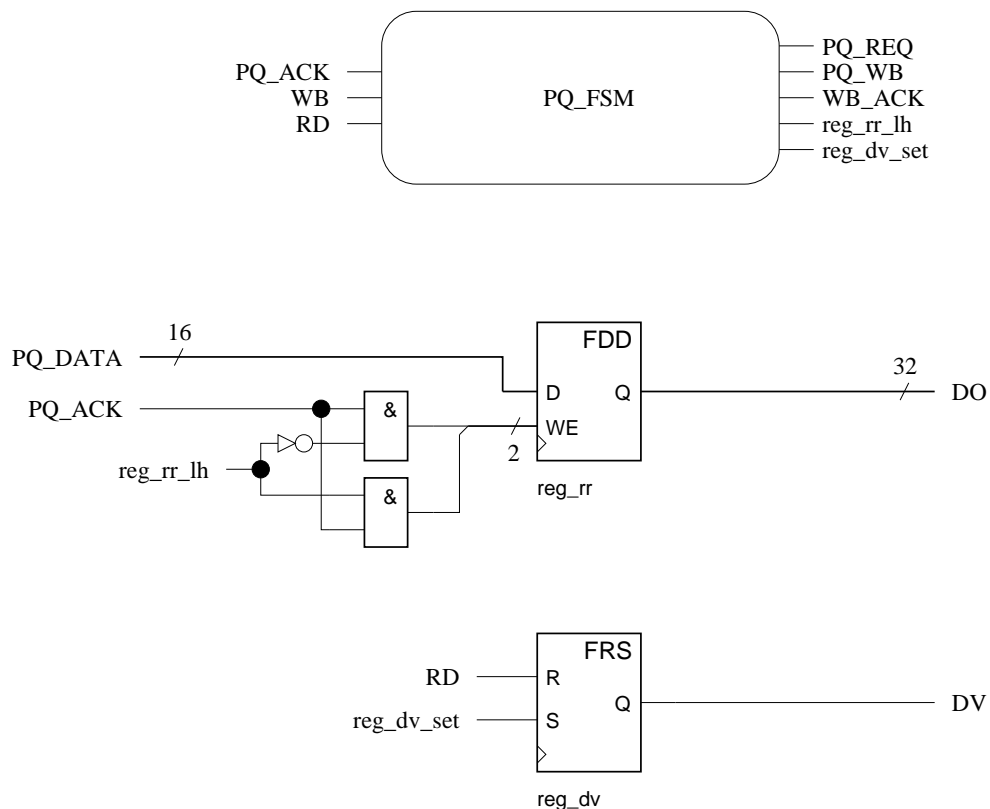 PQ_REQ
PQ_ACK
PQ_WB
WB
PQ_FSM
WB_ACK
RD
reg_rr_lh
reg_dv_set
16
FDD
32
PQ_DATA
D
Q
DO
PQ_ACK
&
WE
2
reg_rr_lh
reg_rr
&
FRS
RD
R
Q
DV
reg_dv_set
S
reg_dv